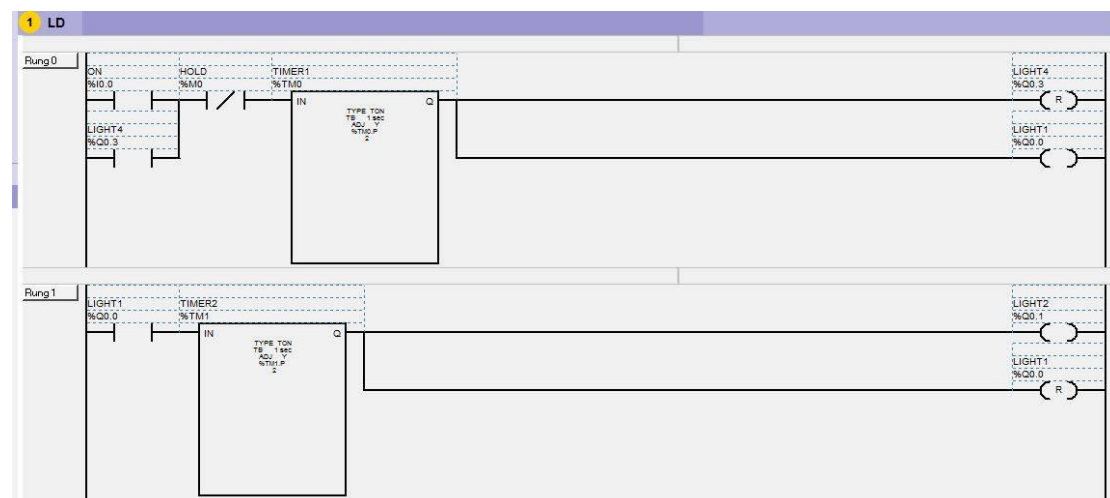 1 LD
Rung 0
ON
%I0.0
HOLD
%M0
TIMER1
%TM0
IN
Q
TYPE TON
TB 1 sec
ADJ Y
%TM0.P
2
LIGHT4
%Q0.3
R
LIGHT4
%Q0.3
LIGHT1
%Q0.0
Rung 1
LIGHT1
%Q0.0
TIMER2
%TM1
IN
Q
TYPE TON
TB 1 sec
ADJ Y
%TM1.P
2
LIGHT2
%Q0.1
LIGHT1
%Q0.0
R